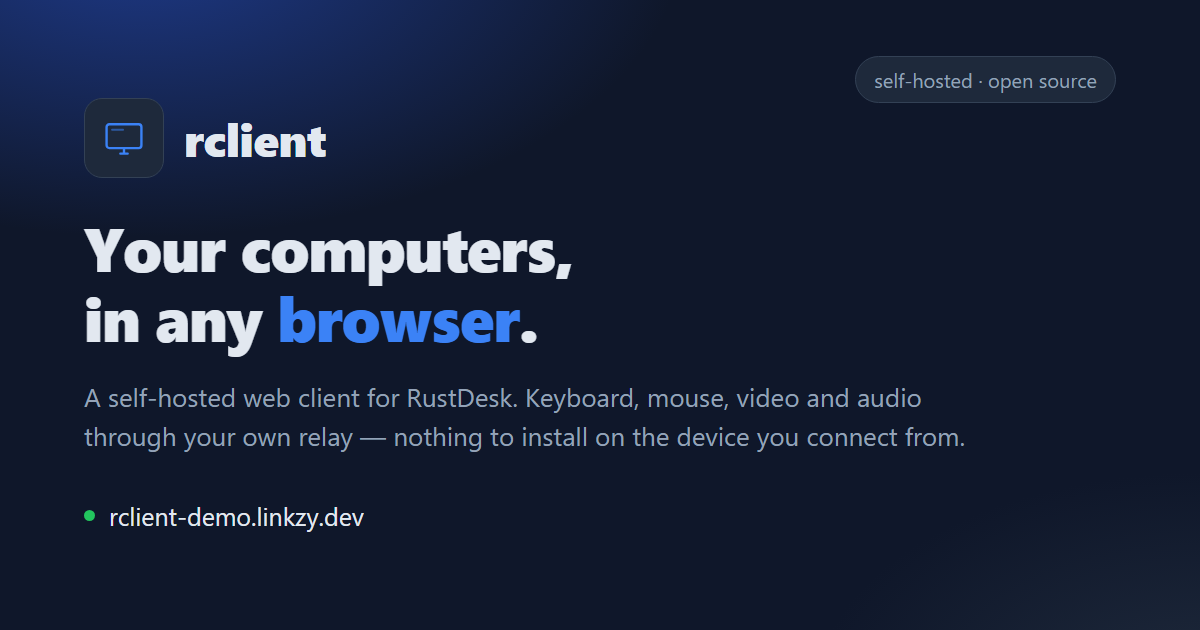 self-hosted · open source
rclient
Your computers,
in any browser.
A self-hosted web client for RustDesk. Keyboard, mouse, video and audio
through your own relay — nothing to install on the device you connect from.
rclient-demo.linkzy.dev